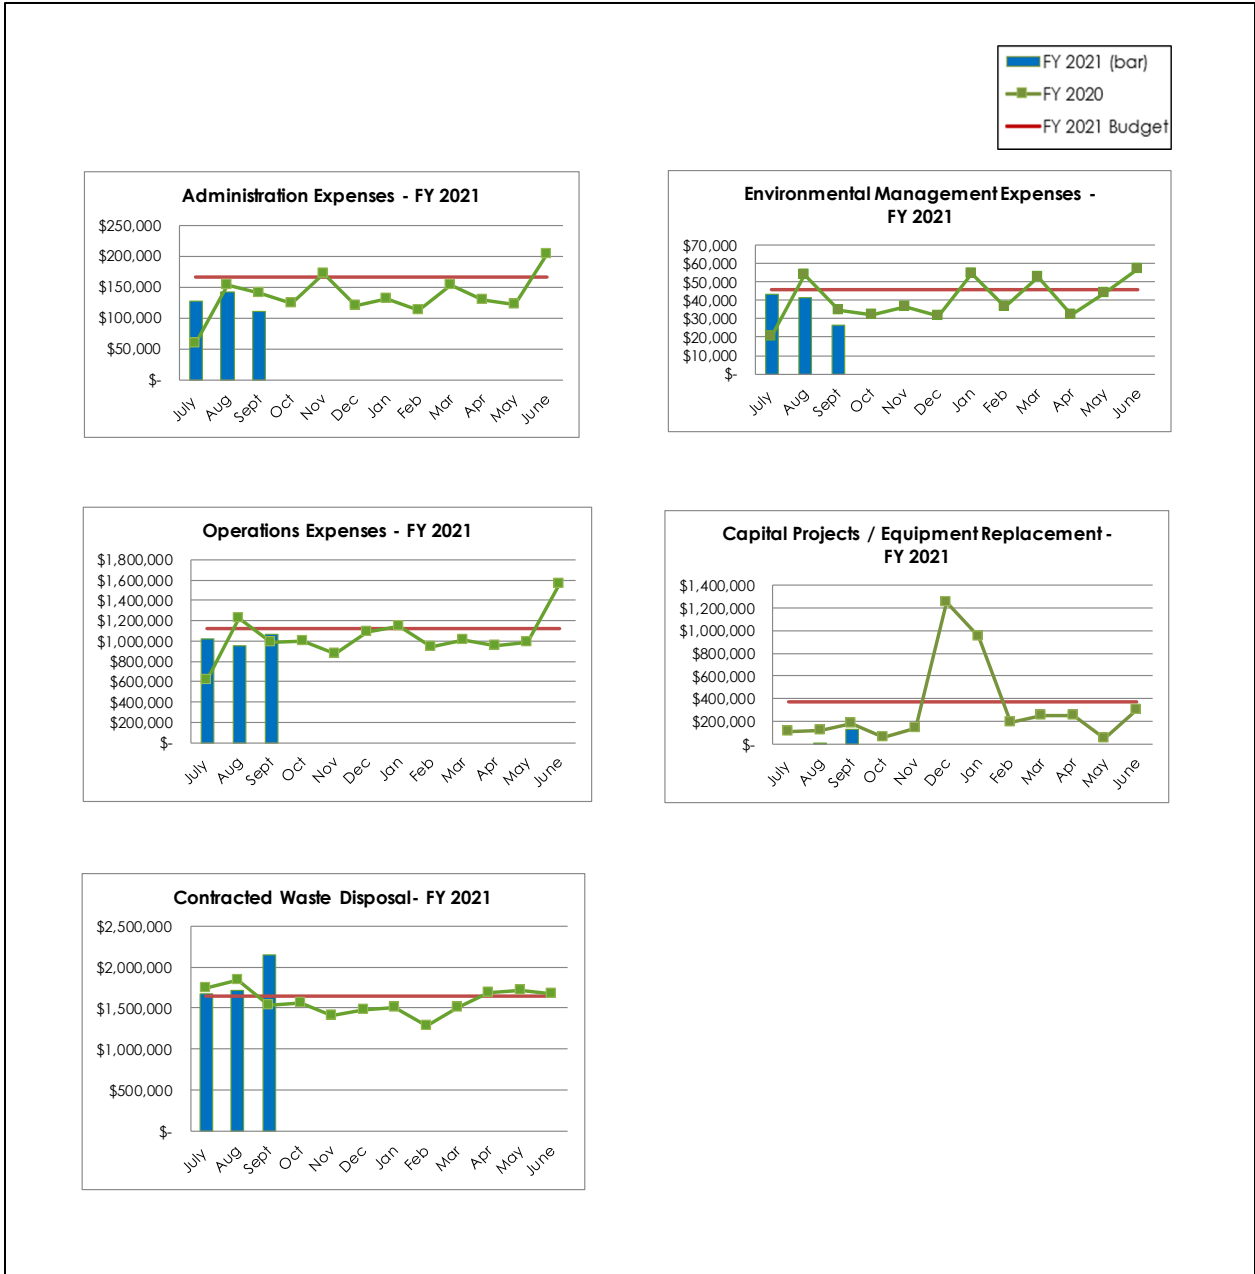 FY 2021 (bar)
FY 2020
FY 2021 Budget
Administration Expenses - FY 2021
$250,000
$200,000
$150,000
$100,000
$50,000
$-
July Aug Sept Oct Nov Dec Jan Feb Mar Apr May June
Environmental Management Expenses -
FY 2021
$70,000
$60,000
$50,000
$40,000
$30,000
$20,000
$10,000
$-
July Aug Sept Oct Nov Dec Jan Feb Mar Apr May June
Operations Expenses - FY 2021
$1,800,000
$1,600,000
$1,400,000
$1,200,000
$1,000,000
$800,000
$600,000
$400,000
$200,000
$-
July Aug Sept Oct Nov Dec Jan Feb Mar Apr May June
Capital Projects / Equipment Replacement -
FY 2021
$1,400,000
$1,200,000
$1,000,000
$800,000
$600,000
$400,000
$200,000
$-
July Aug Sept Oct Nov Dec Jan Feb Mar Apr May June
Contracted Waste Disposal- FY 2021
$2,500,000
$2,000,000
$1,500,000
$1,000,000
$500,000
$-
July Aug Sept Oct Nov Dec Jan Feb Mar Apr May June